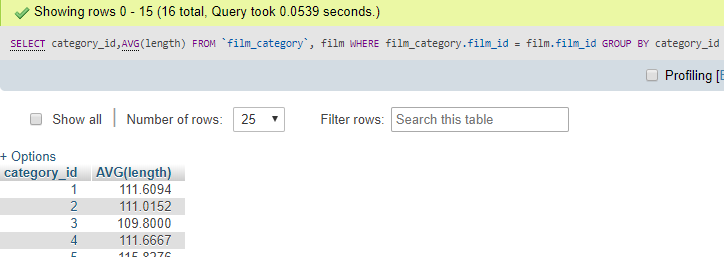 Showing rows 0 - 15 (16 total, Query took 0.0539 seconds.)
SELECT category_id,AVG(length) FROM `film_category`, film WHERE film_category.film_id = film.film_id GROUP BY category_id
Profiling [
Show all Number of rows: 25 Filter rows: Search this table
+ Options
category_id AVG(length)
1 111.6094
2 111.0152
3 109.8000
4 111.6667
5 115.8276